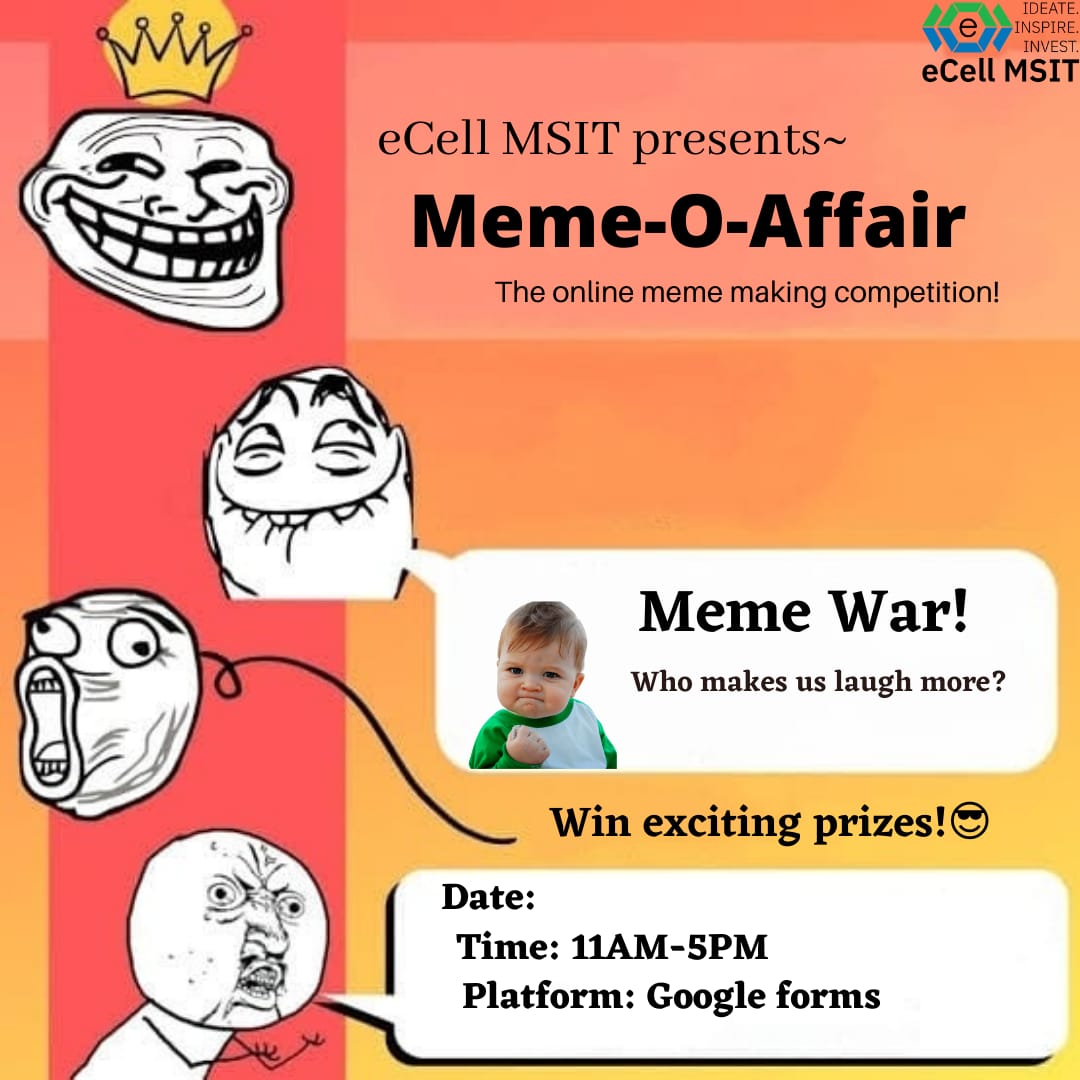 IDEATE.
INSPIRE.
INVEST.
e
eCell MSIT
eCell MSIT presents~
Meme-O-Affair
The online meme making competition!
Meme War!
Who makes us laugh more?
Win exciting prizes!😎
Date:
Time: 11AM-5PM
Platform: Google forms